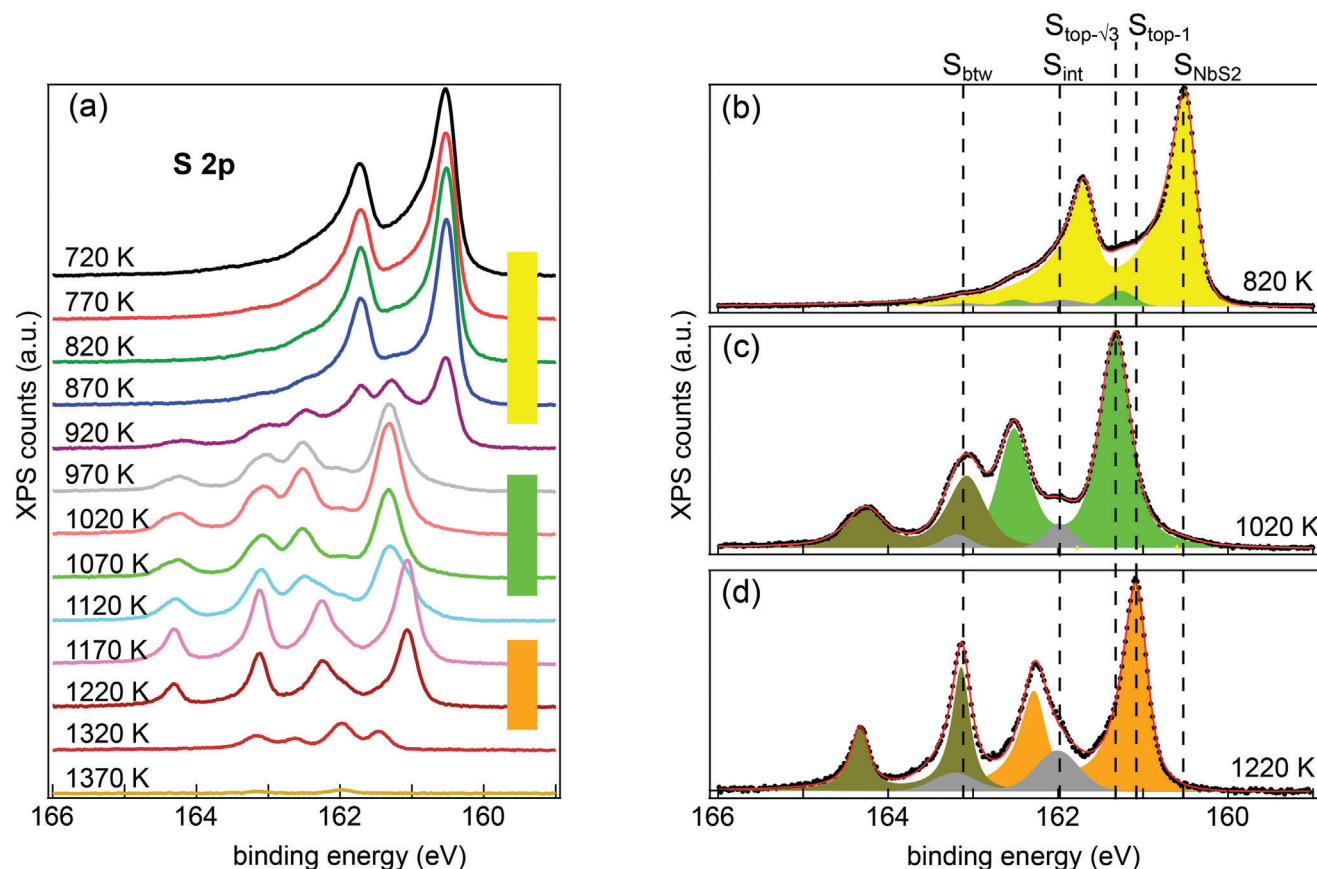 (a)
S 2p
720 K
770 K
820 K
870 K
920 K
970 K
1020 K
1070 K
1120 K
1170 K
1220 K
1320 K
1370 K
XPS counts (a.u.)
166 164 162 160
binding energy (eV)
S_top-√3 S_top-1
S_btw S_int S_NbS2
(b)
820 K
(c)
1020 K
(d)
1220 K
XPS counts (a.u.)
166 164 162 160
binding energy (eV)